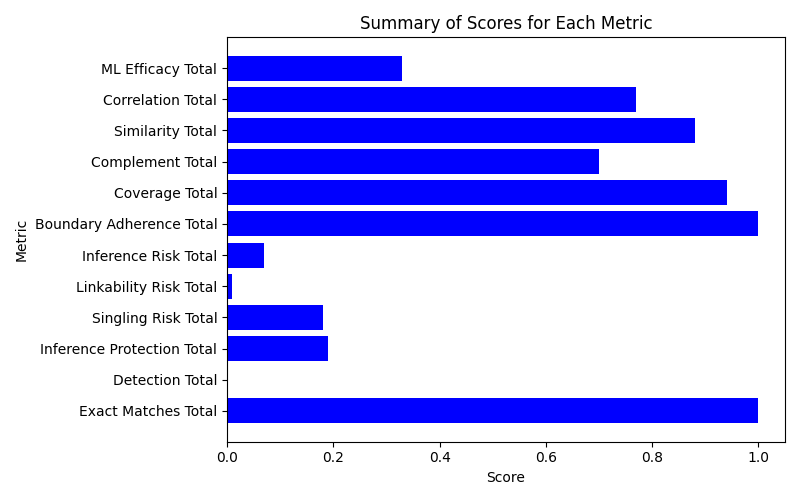 Summary of Scores for Each Metric
ML Efficacy Total
Correlation Total
Similarity Total
Complement Total
Coverage Total
Boundary Adherence Total
Inference Risk Total
Linkability Risk Total
Singling Risk Total
Inference Protection Total
Detection Total
Exact Matches Total
Metric
0.0 0.2 0.4 0.6 0.8 1.0
Score